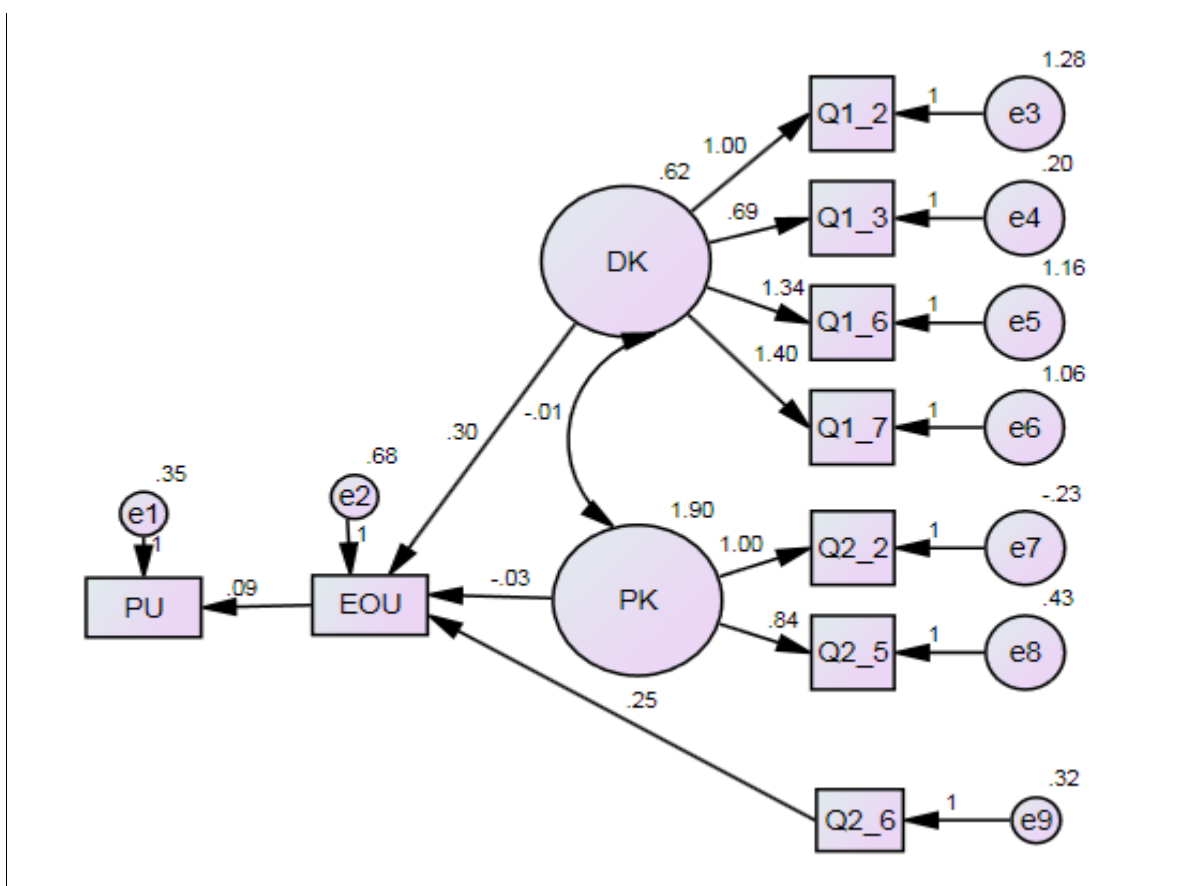 1.28
Q1_2
1
e3
1.00
.62
.20
.69
Q1_3
1
e4
DK
1.16
1.34
Q1_6
1
e5
1.40
1.06
Q1_7
1
e6
-.01
.30
.68
e2
1
.35
e1
1
-.23
1.90
1.00
Q2_2
1
e7
-.03
PU
.09
EOU
PK
.43
.84
Q2_5
1
e8
.25
.32
Q2_6
1
e9